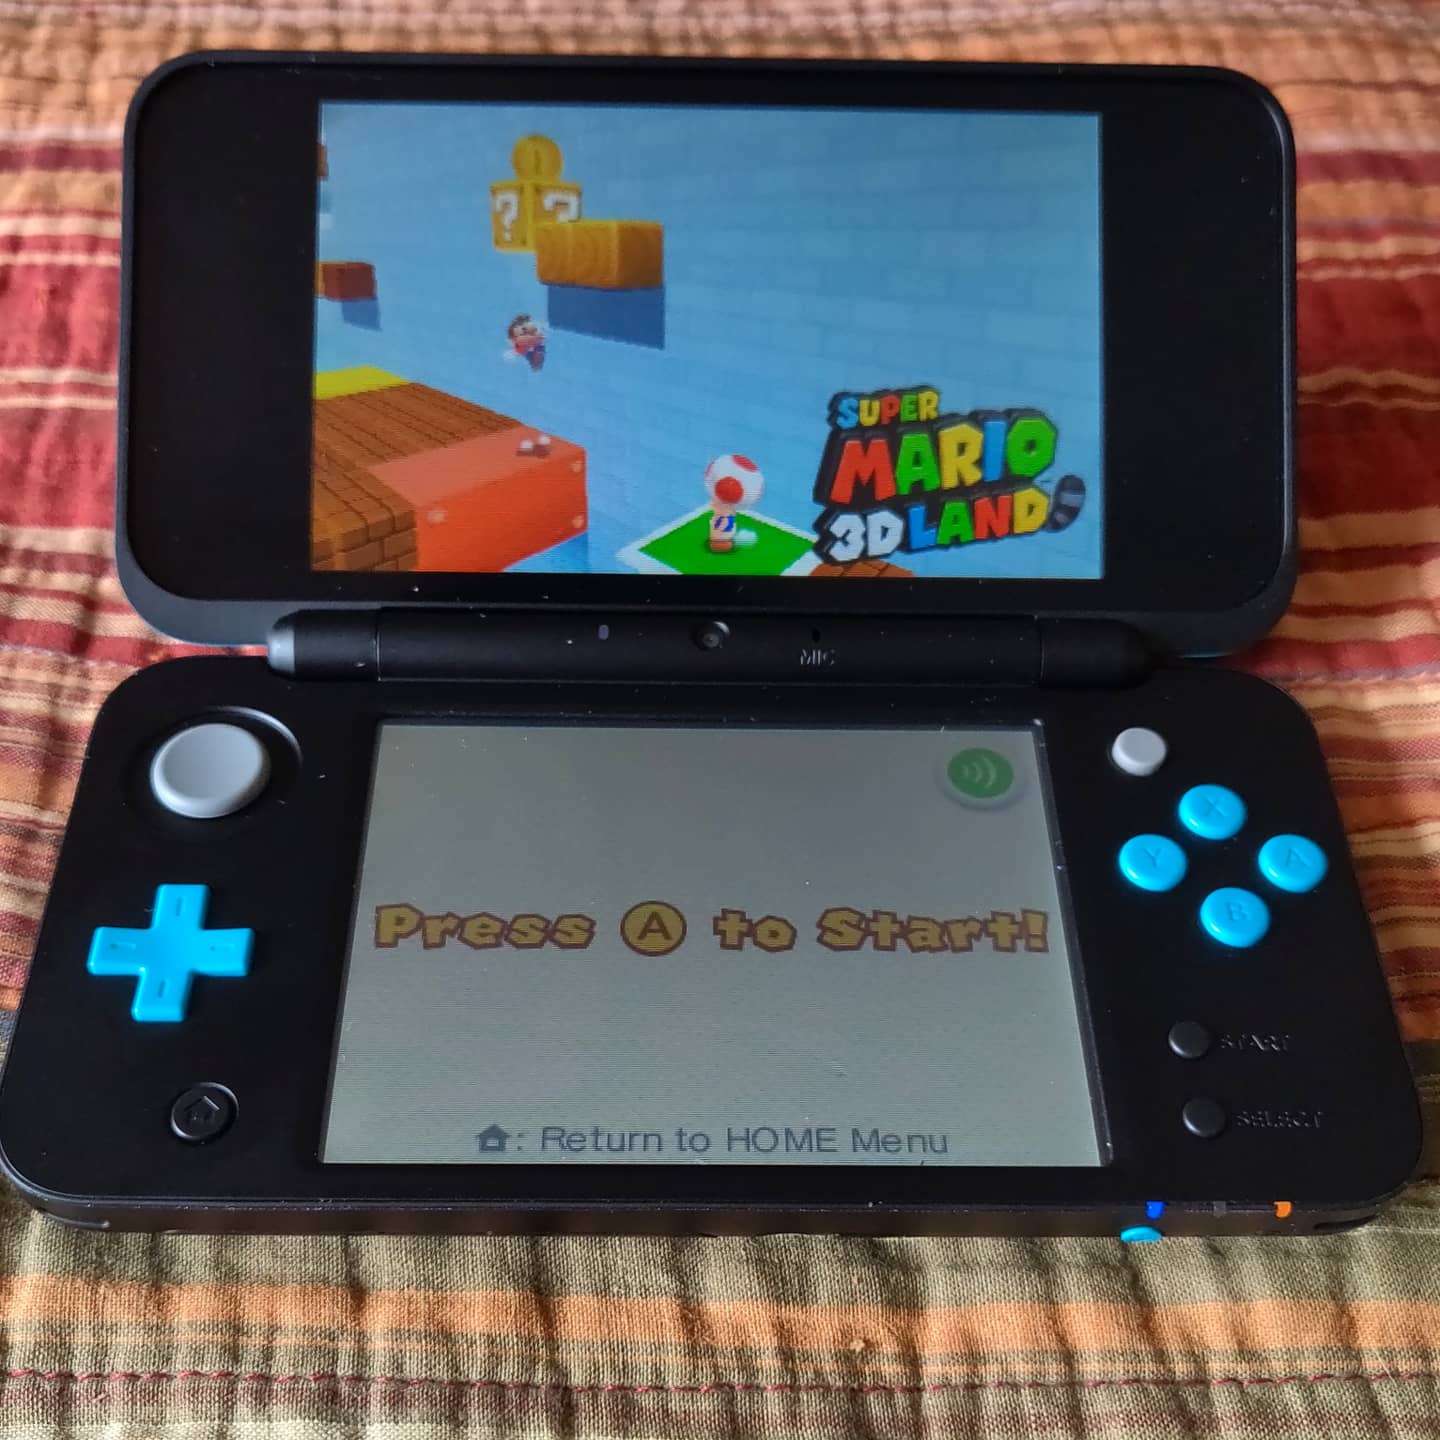 ? ?
SUPER
MARIO
3D LAND
MIC
Press A to Start!
X
Y A
B
START
SELECT
: Return to HOME Menu